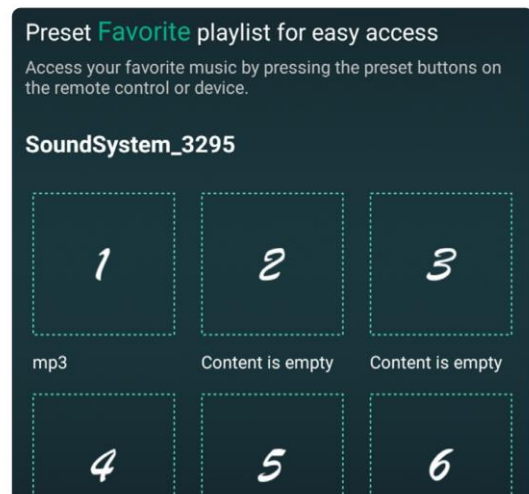 Preset Favorite playlist for easy access
Access your favorite music by pressing the preset buttons on
the remote control or device.
SoundSystem_3295
1 2 3
mp3 Content is empty Content is empty
4 5 6